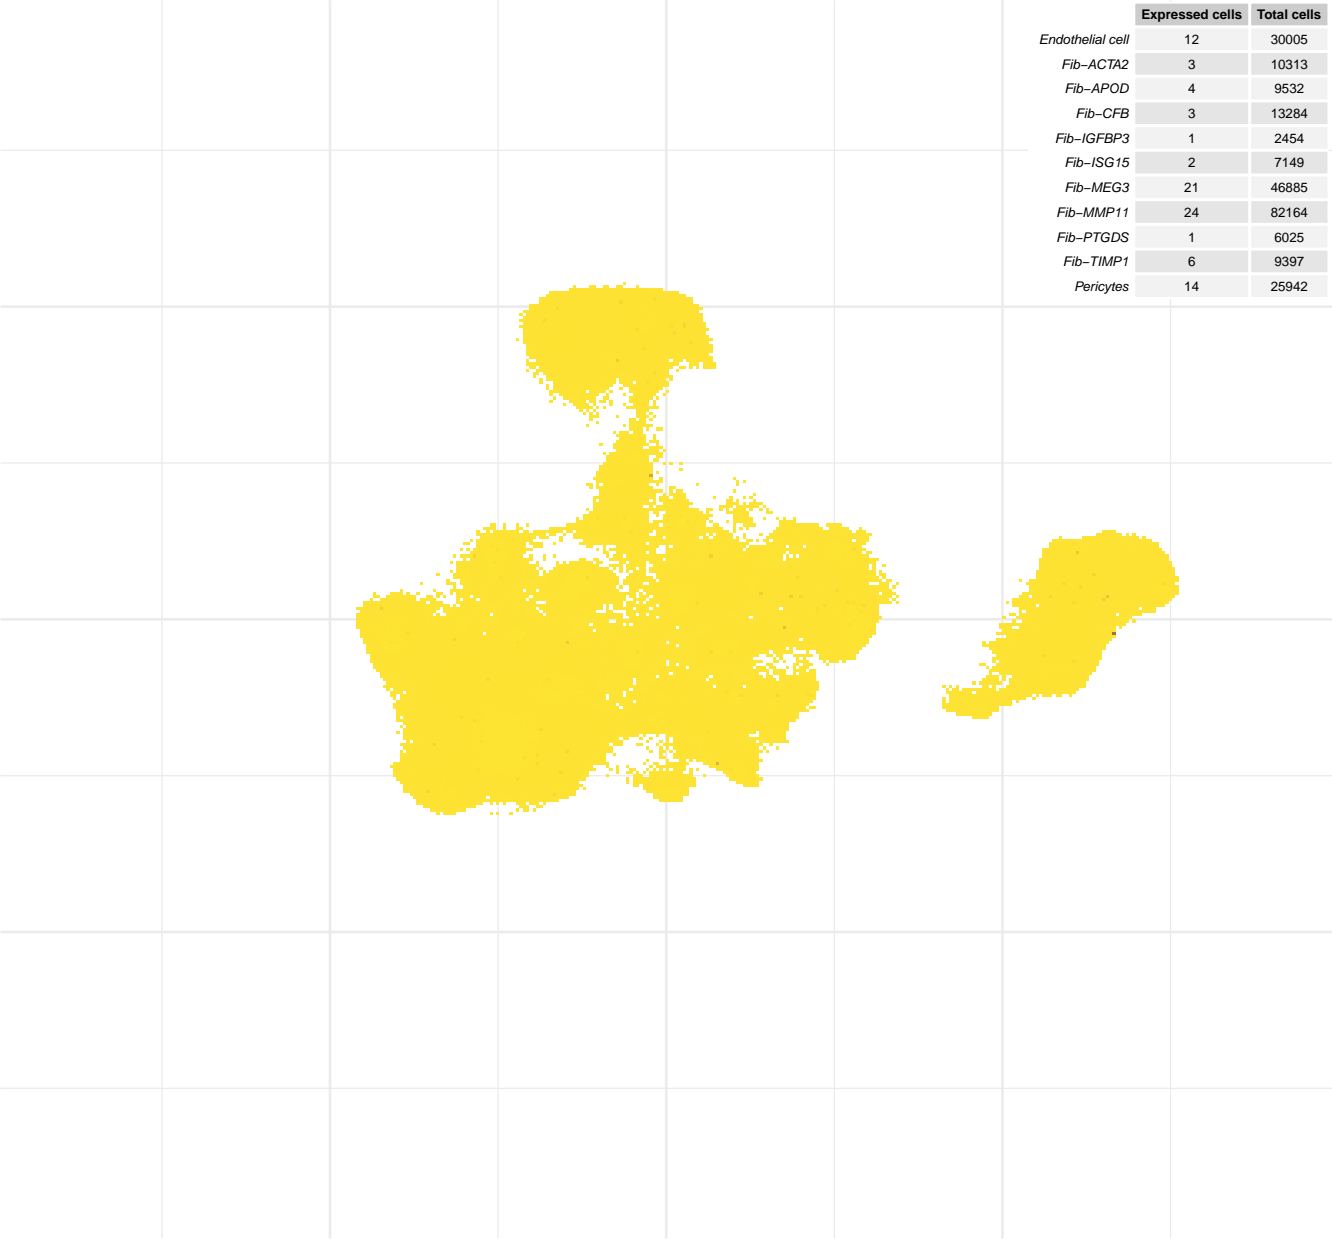 Expressed cells Total cells
Endothelial cell 12 30005
Fib−ACTA2 3 10313
Fib−APOD 4 9532
Fib−CFB 3 13284
Fib−IGFBP3 1 2454
Fib−ISG15 2 7149
Fib−MEG3 21 46885
Fib−MMP11 24 82164
Fib−PTGDS 1 6025
Fib−TIMP1 6 9397
Pericytes 14 25942